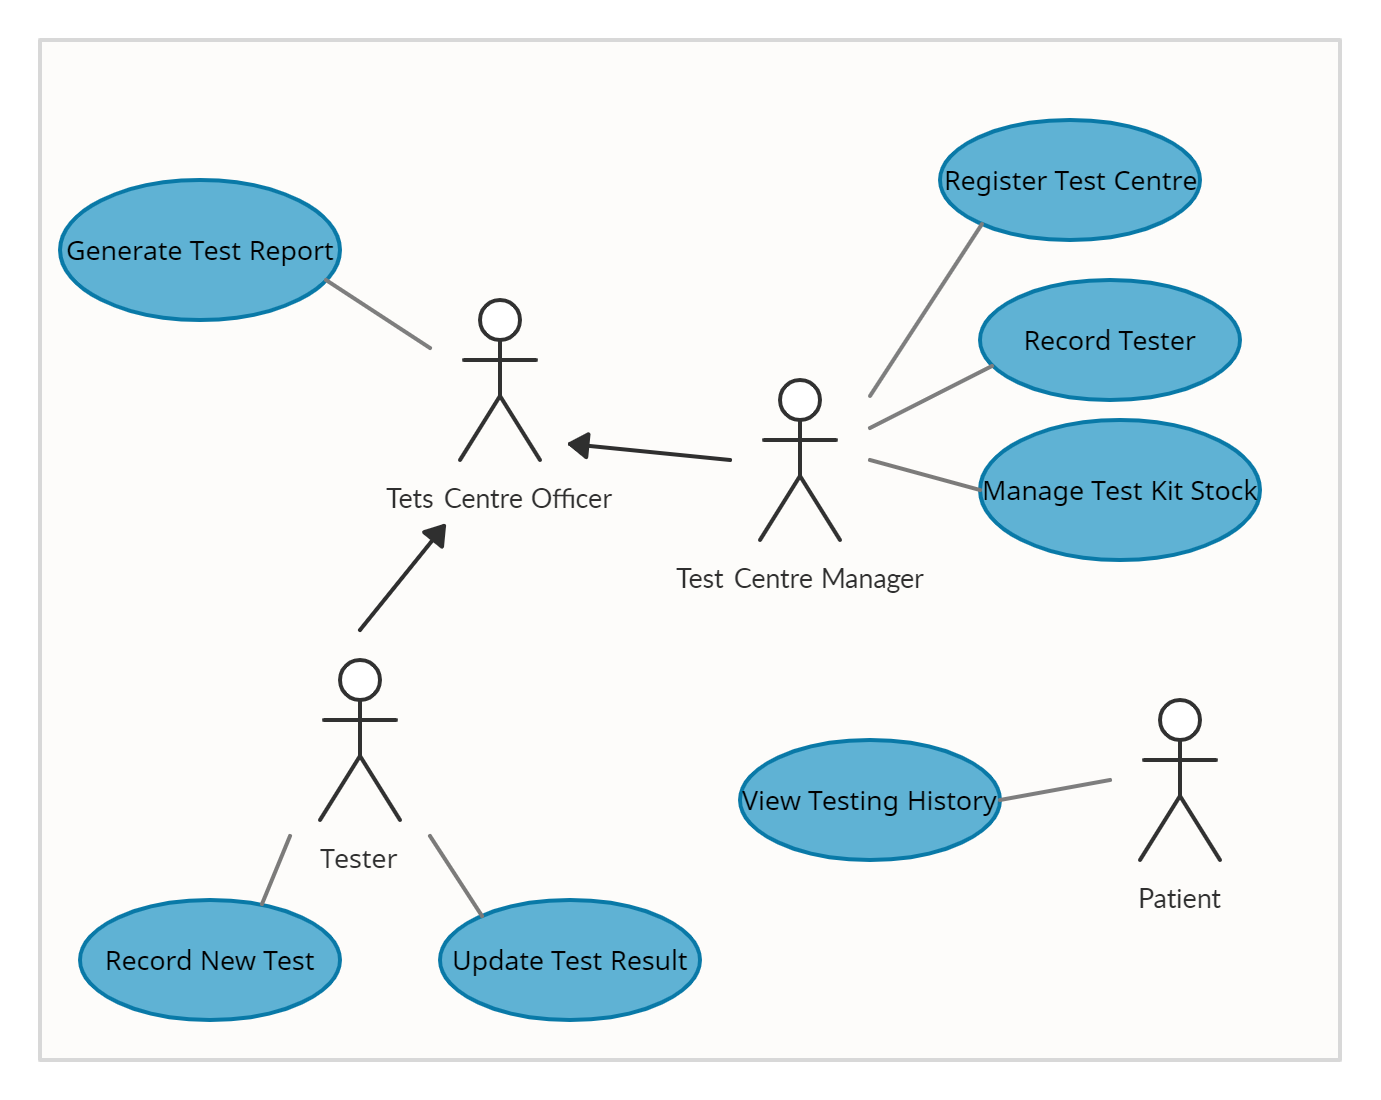 Register Test Centre
Generate Test Report
Record Tester
Manage Test Kit Stock
Tets Centre Officer
Test Centre Manager
View Testing History
Tester
Patient
Record New Test
Update Test Result